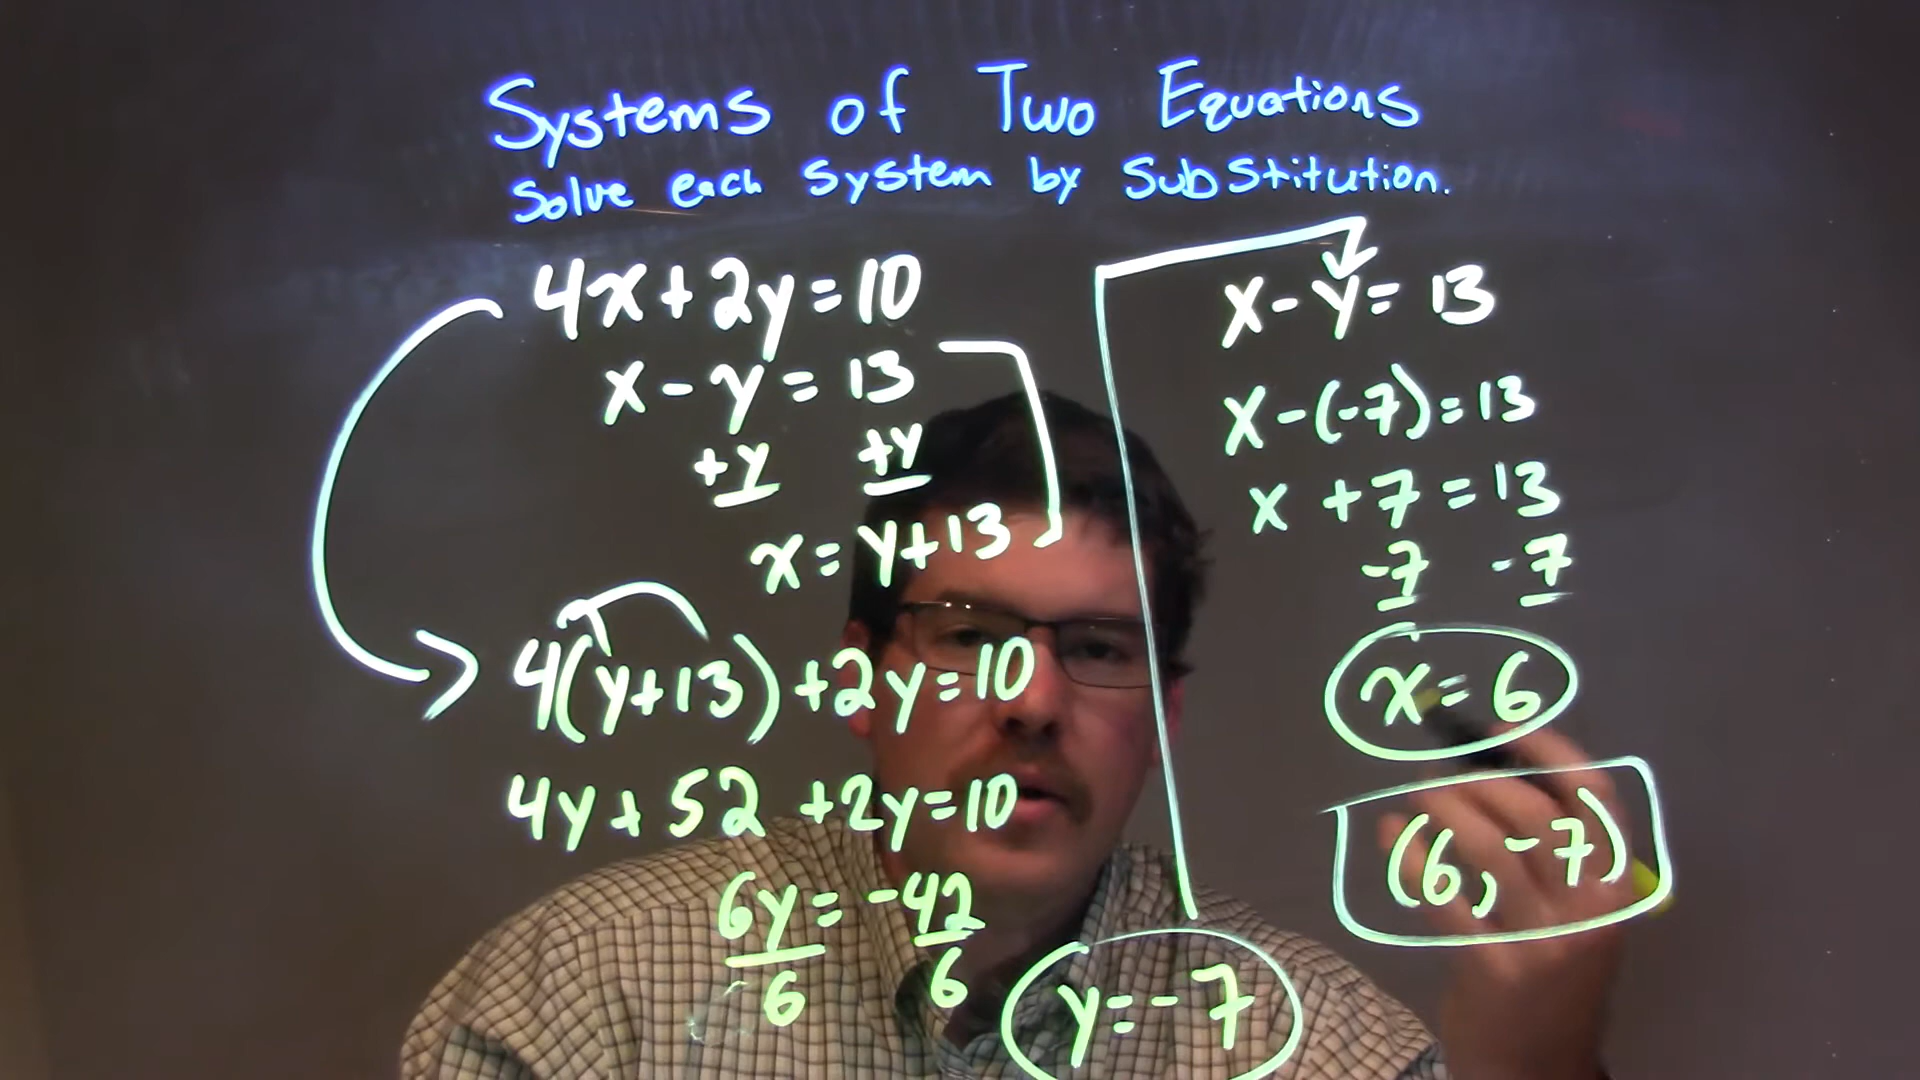 Systems of Two Equations
Solve each system by substitution.
4x+2y=10
x-y=13
+y +y
x=y+13
4(y+13)+2y=10
4y+52+2y=10
6y=-42
6 6
y=-7
x-y=13
x-(-7)=13
x+7=13
-7 -7
x=6
(6,-7)